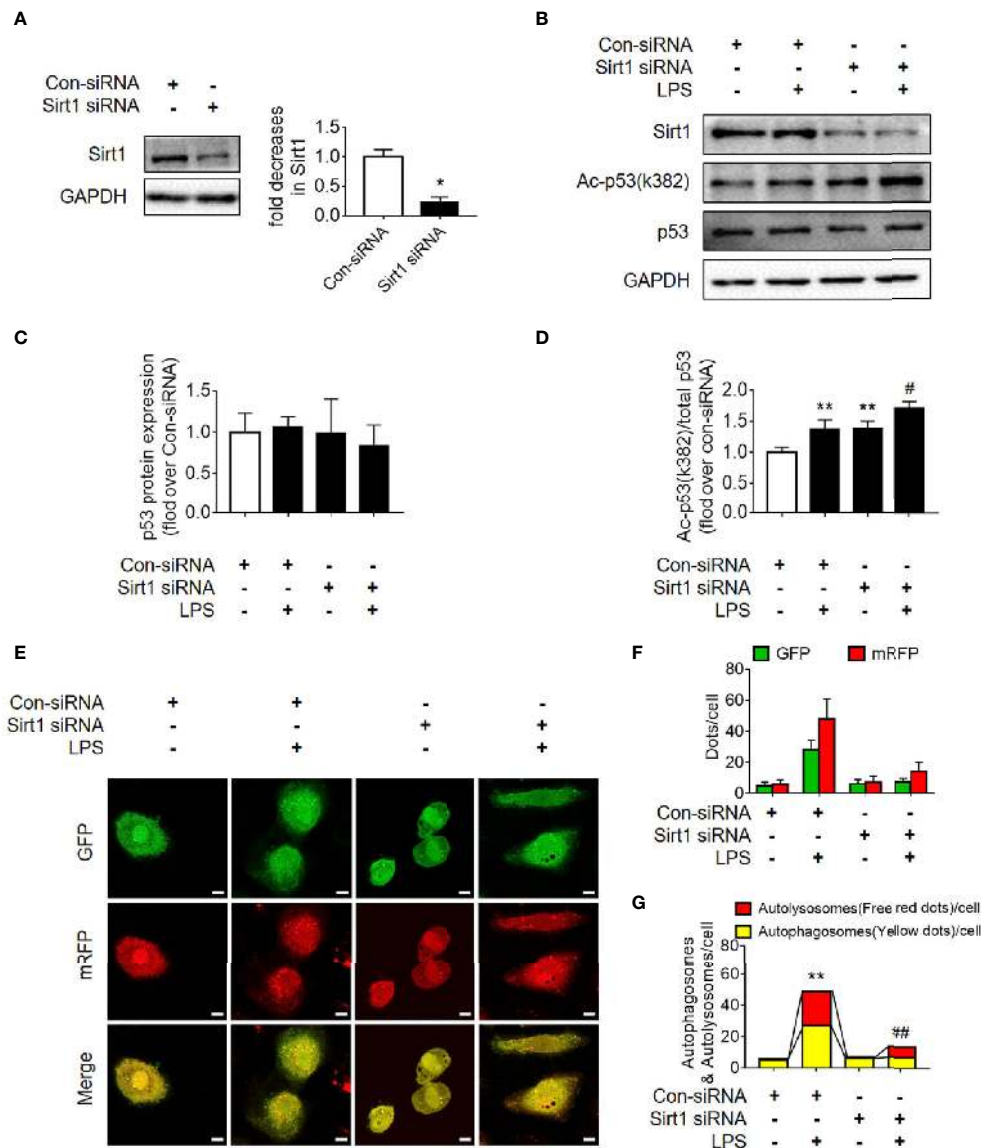 A
Con-siRNA + -
Sirt1 siRNA - +
Sirt1
GAPDH
fold decreases
in Sirt1
1.5
1.0
0.5
0.0
*
Con-siRNA
Sirt1 siRNA
B
Con-siRNA + + - -
Sirt1 siRNA - - + +
LPS - + - +
Sirt1
Ac-p53(k382)
p53
GAPDH
C
p53 protein expression
(flod over Con-siRNA)
1.5
1.0
0.5
0.0
Con-siRNA + + - -
Sirt1 siRNA - - + +
LPS - + - +
D
Ac-p53(k382)/total p53
(flod over con-siRNA)
2.0
1.5
1.0
0.5
0.0
** ** #
Con-siRNA + + - -
Sirt1 siRNA - - + +
LPS - + - +
E
Con-siRNA + + - -
Sirt1 siRNA - - + +
LPS - + - +
GFP
mRFP
Merge
F
GFP mRFP
Dots/cell
80
60
40
20
0
Con-siRNA + + - -
Sirt1 siRNA - - + +
LPS - + - +
G
Autolysosomes(Free red dots)/cell
Autophagosomes(Yellow dots)/cell
Autophagosones
& Autolysosomes/cell
80
60
40
20
0
** ##
Con-siRNA + + - -
Sirt1 siRNA - - + +
LPS - + - +